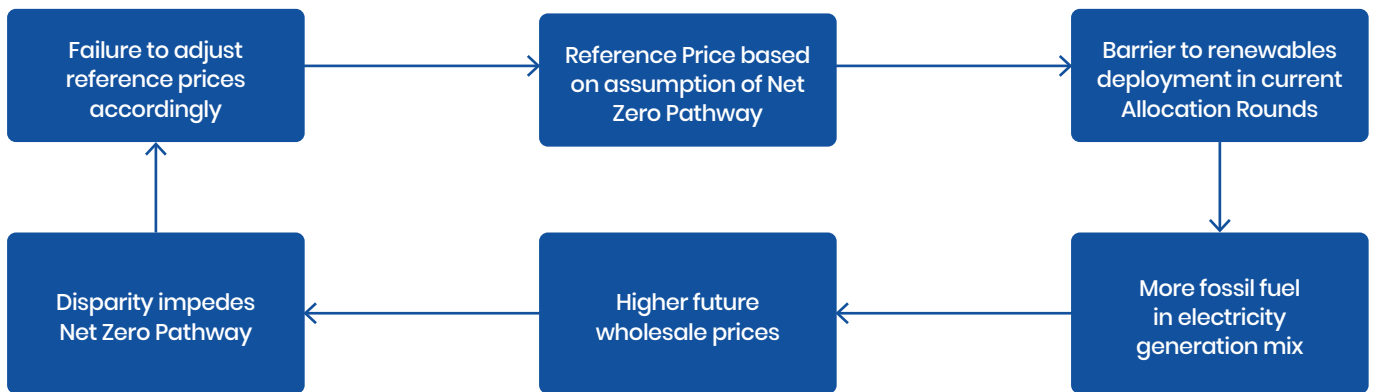 Failure to adjust
reference prices
accordingly
Reference Price based
on assumption of Net
Zero Pathway
Barrier to renewables
deployment in current
Allocation Rounds
Disparity impedes
Net Zero Pathway
Higher future
wholesale prices
More fossil fuel
in electricity
generation mix